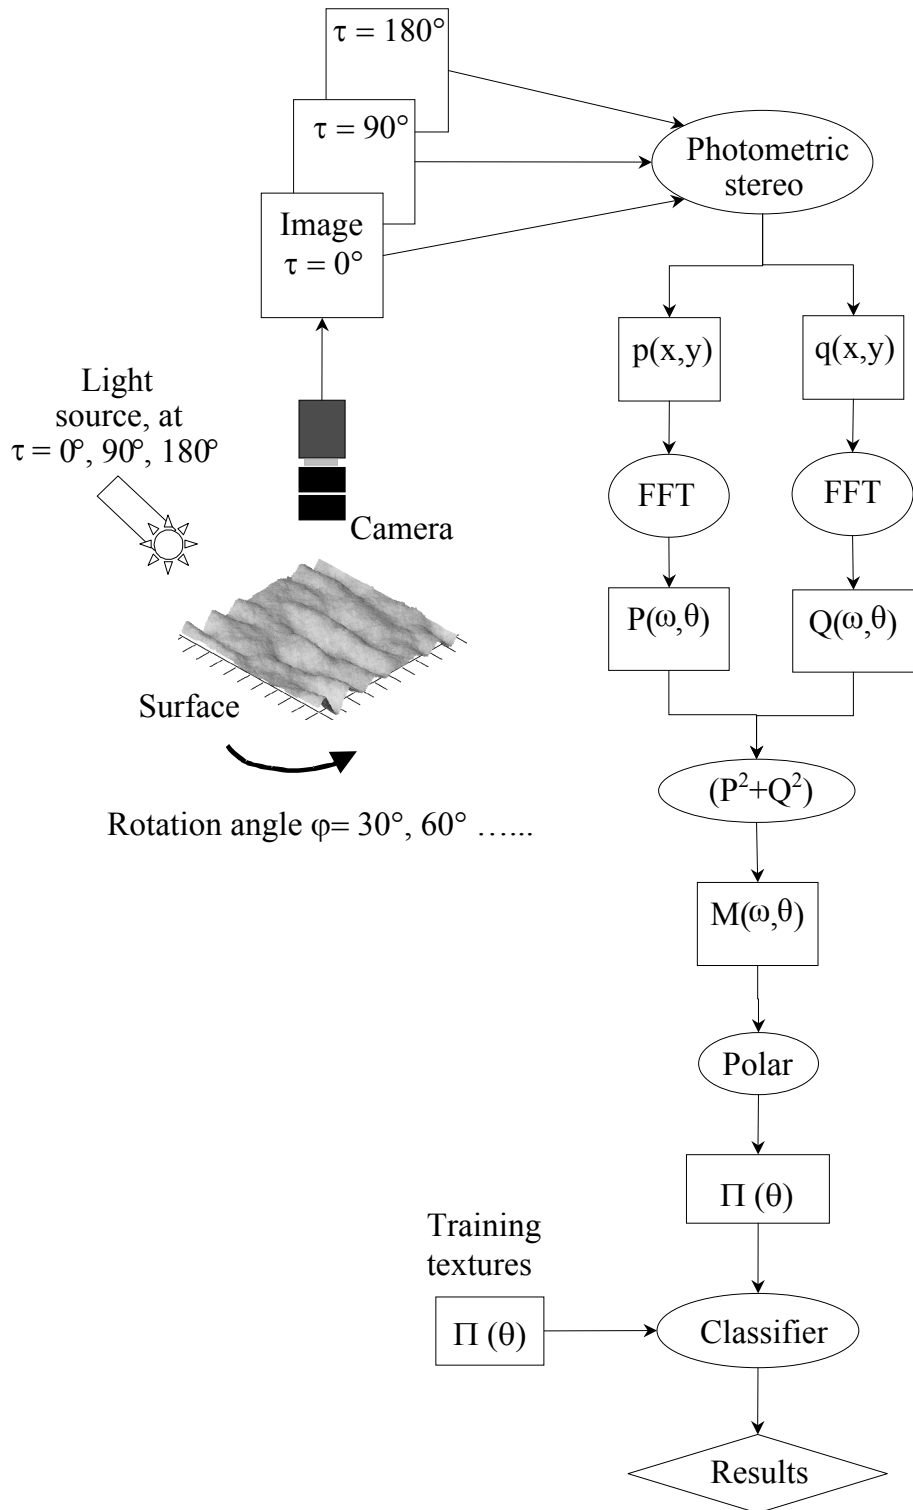 τ = 180°
τ = 90°
Image
τ = 0°
Photometric
stereo
p(x,y)
q(x,y)
Light
source, at
τ = 0°, 90°, 180°
FFT
FFT
Camera
P(ω,θ)
Q(ω,θ)
Surface
(P²+Q²)
Rotation angle φ= 30°, 60° …...
M(ω,θ)
Polar
Π (θ)
Training
textures
Π (θ)
Classifier
Results